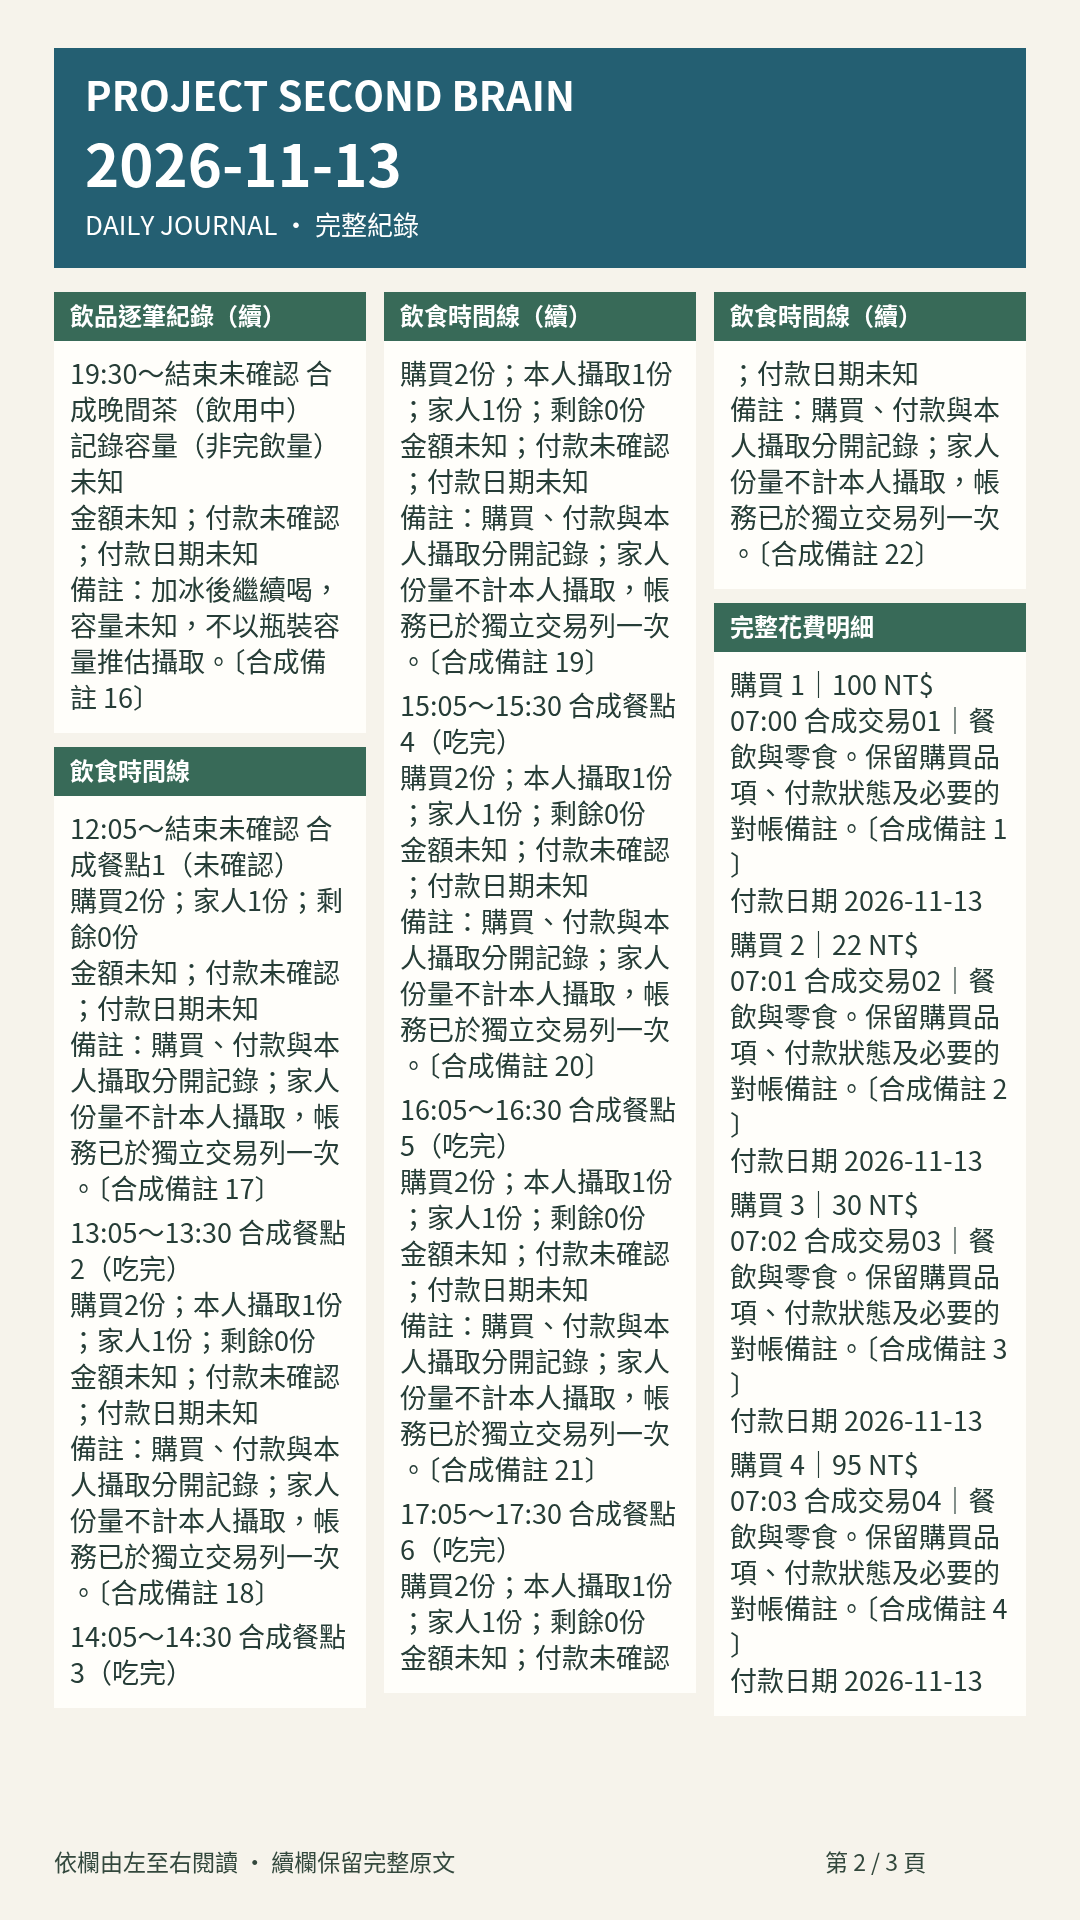 PROJECT SECOND BRAIN
2026-11-13
DAILY JOURNAL • 完整紀錄
飲品逐筆紀錄（續）
19:30～結束未確認 合
成晚間茶（飲用中）
記錄容量（非完飲量）
未知
金額未知；付款未確認
；付款日期未知
備註：加冰後繼續喝，
容量未知，不以瓶裝容
量推估攝取。〔合成備
註 16〕
飲食時間線
12:05～結束未確認 合
成餐點1（未確認）
購買2份；家人1份；剩
餘0份
金額未知；付款未確認
；付款日期未知
備註：購買、付款與本
人攝取分開記錄；家人
份量不計本人攝取，帳
務已於獨立交易列一次
。〔合成備註 17〕
13:05～13:30 合成餐點
2（吃完）
購買2份；本人攝取1份
；家人1份；剩餘0份
金額未知；付款未確認
；付款日期未知
備註：購買、付款與本
人攝取分開記錄；家人
份量不計本人攝取，帳
務已於獨立交易列一次
。〔合成備註 18〕
14:05～14:30 合成餐點
3（吃完）
飲食時間線（續）
購買2份；本人攝取1份
；家人1份；剩餘0份
金額未知；付款未確認
；付款日期未知
備註：購買、付款與本
人攝取分開記錄；家人
份量不計本人攝取，帳
務已於獨立交易列一次
。〔合成備註 19〕
15:05～15:30 合成餐點
4（吃完）
購買2份；本人攝取1份
；家人1份；剩餘0份
金額未知；付款未確認
；付款日期未知
備註：購買、付款與本
人攝取分開記錄；家人
份量不計本人攝取，帳
務已於獨立交易列一次
。〔合成備註 20〕
16:05～16:30 合成餐點
5（吃完）
購買2份；本人攝取1份
；家人1份；剩餘0份
金額未知；付款未確認
；付款日期未知
備註：購買、付款與本
人攝取分開記錄；家人
份量不計本人攝取，帳
務已於獨立交易列一次
。〔合成備註 21〕
17:05～17:30 合成餐點
6（吃完）
購買2份；本人攝取1份
；家人1份；剩餘0份
金額未知；付款未確認
飲食時間線（續）
；付款日期未知
備註：購買、付款與本
人攝取分開記錄；家人
份量不計本人攝取，帳
務已於獨立交易列一次
。〔合成備註 22〕
完整花費明細
購買 1｜100 NT$
07:00 合成交易01｜餐
飲與零食。保留購買品
項、付款狀態及必要的
對帳備註。〔合成備註 1
〕
付款日期 2026-11-13
購買 2｜22 NT$
07:01 合成交易02｜餐
飲與零食。保留購買品
項、付款狀態及必要的
對帳備註。〔合成備註 2
〕
付款日期 2026-11-13
購買 3｜30 NT$
07:02 合成交易03｜餐
飲與零食。保留購買品
項、付款狀態及必要的
對帳備註。〔合成備註 3
〕
付款日期 2026-11-13
購買 4｜95 NT$
07:03 合成交易04｜餐
飲與零食。保留購買品
項、付款狀態及必要的
對帳備註。〔合成備註 4
〕
付款日期 2026-11-13
依欄由左至右閱讀 • 續欄保留完整原文
第 2 / 3 頁